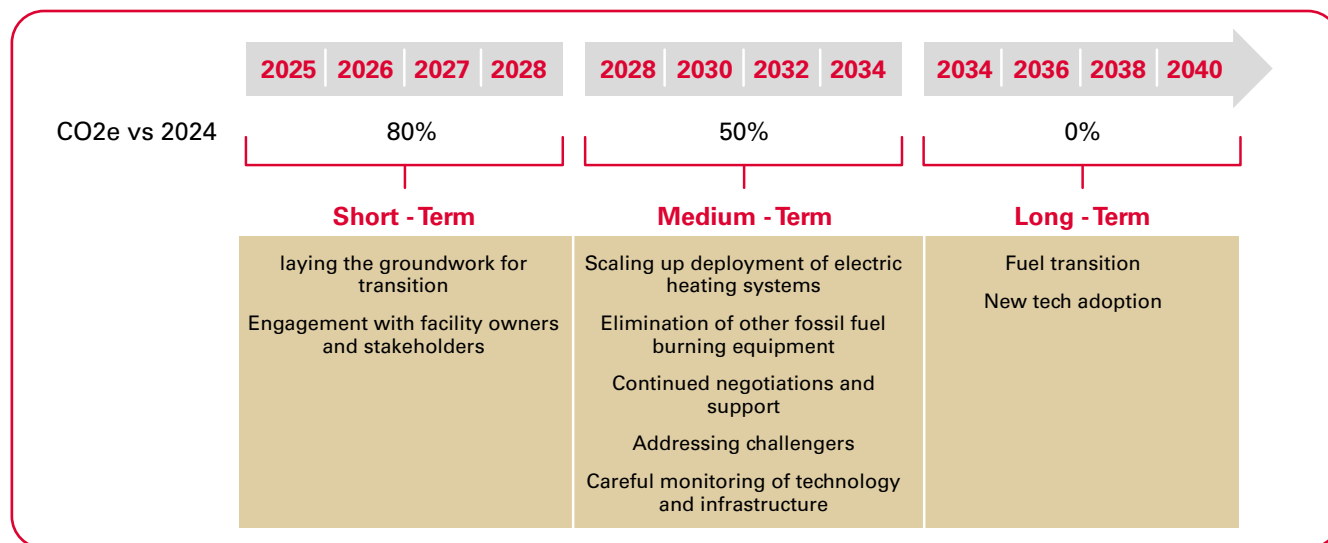 2025 2026 2027 2028 2028 2030 2032 2034 2034 2036 2038 2040
CO2e vs 2024 80% 50% 0%
Short - Term Medium - Term Long - Term
laying the groundwork for
transition
Engagement with facility owners
and stakeholders
Scaling up deployment of electric
heating systems
Elimination of other fossil fuel
burning equipment
Continued negotiations and
support
Addressing challengers
Careful monitoring of technology
and infrastructure
Fuel transition
New tech adoption